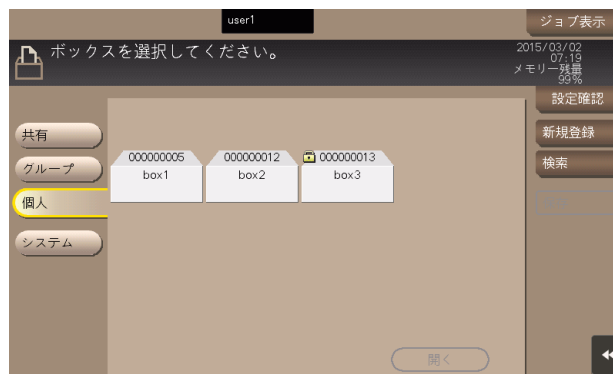 user1
ジョブ表示
ボックスを選択してください。
2015/03/02
07:19
メモリー残量
99%
設定確認
共有
新規登録
000000005
000000012
000000013
グループ
検索
box1
box2
box3
個人
システム
開く